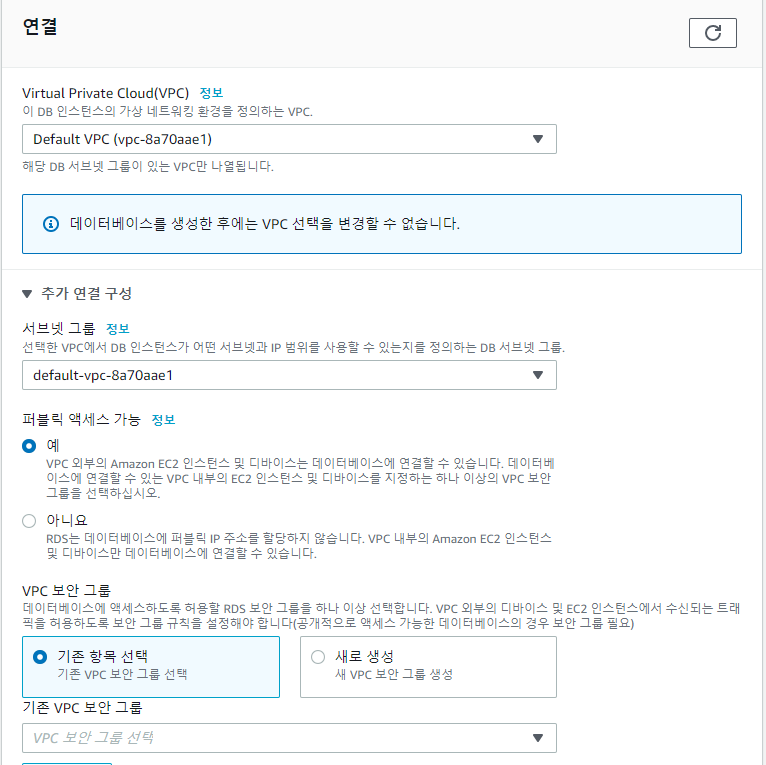 연결
Virtual Private Cloud(VPC) 정보
이 DB 인스턴스의 가상 네트워킹 환경을 정의하는 VPC.
Default VPC (vpc-8a70aae1)
해당 DB 서브넷 그룹이 있는 VPC만 나열됩니다.
데이터베이스를 생성한 후에는 VPC 선택을 변경할 수 없습니다.
추가 연결 구성
서브넷 그룹 정보
선택한 VPC에서 DB 인스턴스가 어떤 서브넷과 IP 범위를 사용할 수 있는지를 정의하는 DB 서브넷 그룹.
default-vpc-8a70aae1
퍼블릭 액세스 가능 정보
예
VPC 외부의 Amazon EC2 인스턴스 및 디바이스는 데이터베이스에 연결할 수 있습니다. 데이터베
이스에 연결할 수 있는 VPC 내부의 EC2 인스턴스 및 디바이스를 지정하는 하나 이상의 VPC 보안
그룹을 선택하십시오.
아니요
RDS는 데이터베이스에 퍼블릭 IP 주소를 할당하지 않습니다. VPC 내부의 Amazon EC2 인스턴스
및 디바이스만 데이터베이스에 연결할 수 있습니다.
VPC 보안 그룹
데이터베이스에 액세스하도록 허용할 RDS 보안 그룹을 하나 이상 선택합니다. VPC 외부의 디바이스 및 EC2 인스턴스에서 수신되는 트래
픽을 허용하도록 보안 그룹 규칙을 설정해야 합니다(공개적으로 액세스 가능한 데이터베이스의 경우 보안 그룹 필요)
기존 항목 선택
기존 VPC 보안 그룹 선택
새로 생성
새 VPC 보안 그룹 생성
기존 VPC 보안 그룹
VPC 보안 그룹 선택